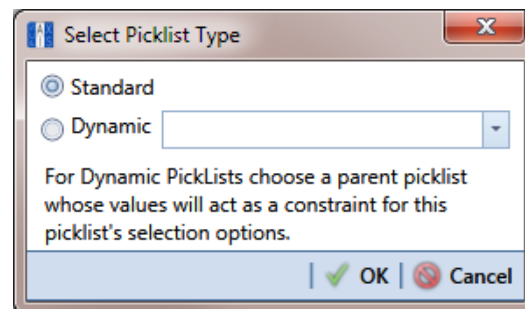 Select Picklist Type
Standard
Dynamic
For Dynamic PickLists choose a parent picklist
whose values will act as a constraint for this
picklist's selection options.
OK Cancel